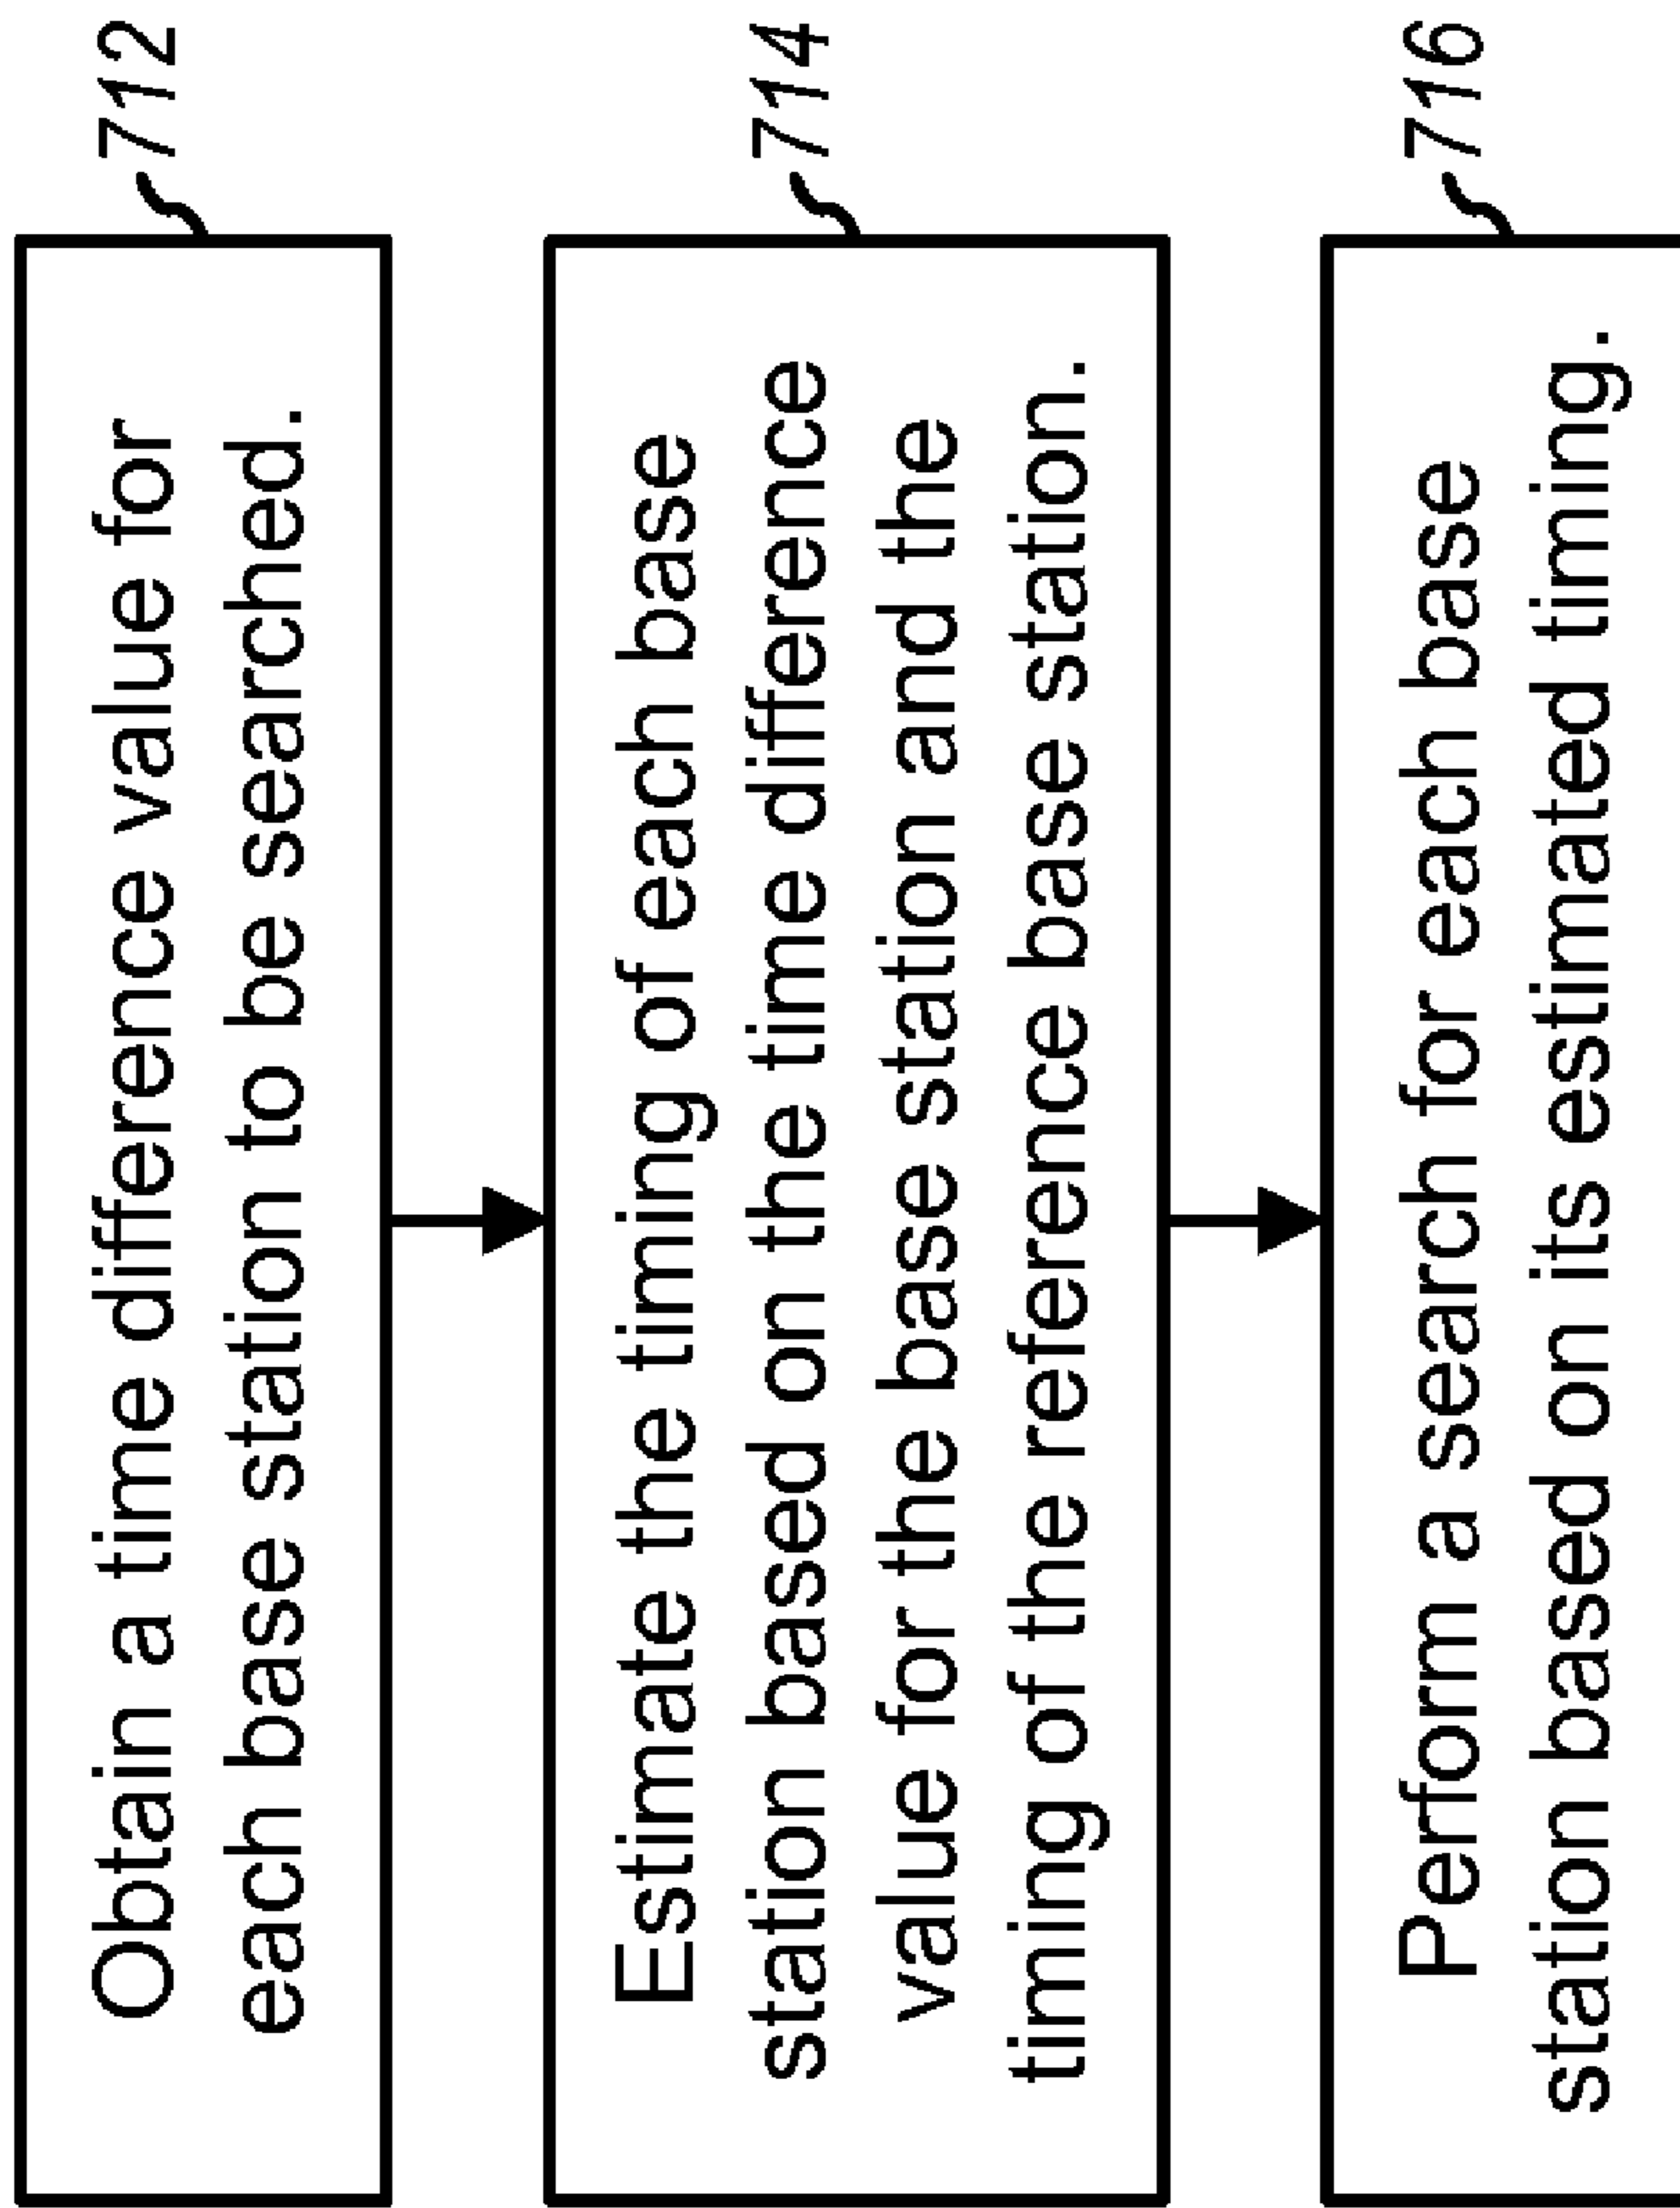 Obtain a time difference value for
each base station to be searched.
712
Estimate the timing of each base
station based on the time difference
value for the base station and the
timing of the reference base station.
714
Perform a search for each base
station based on its estimated timing.
716